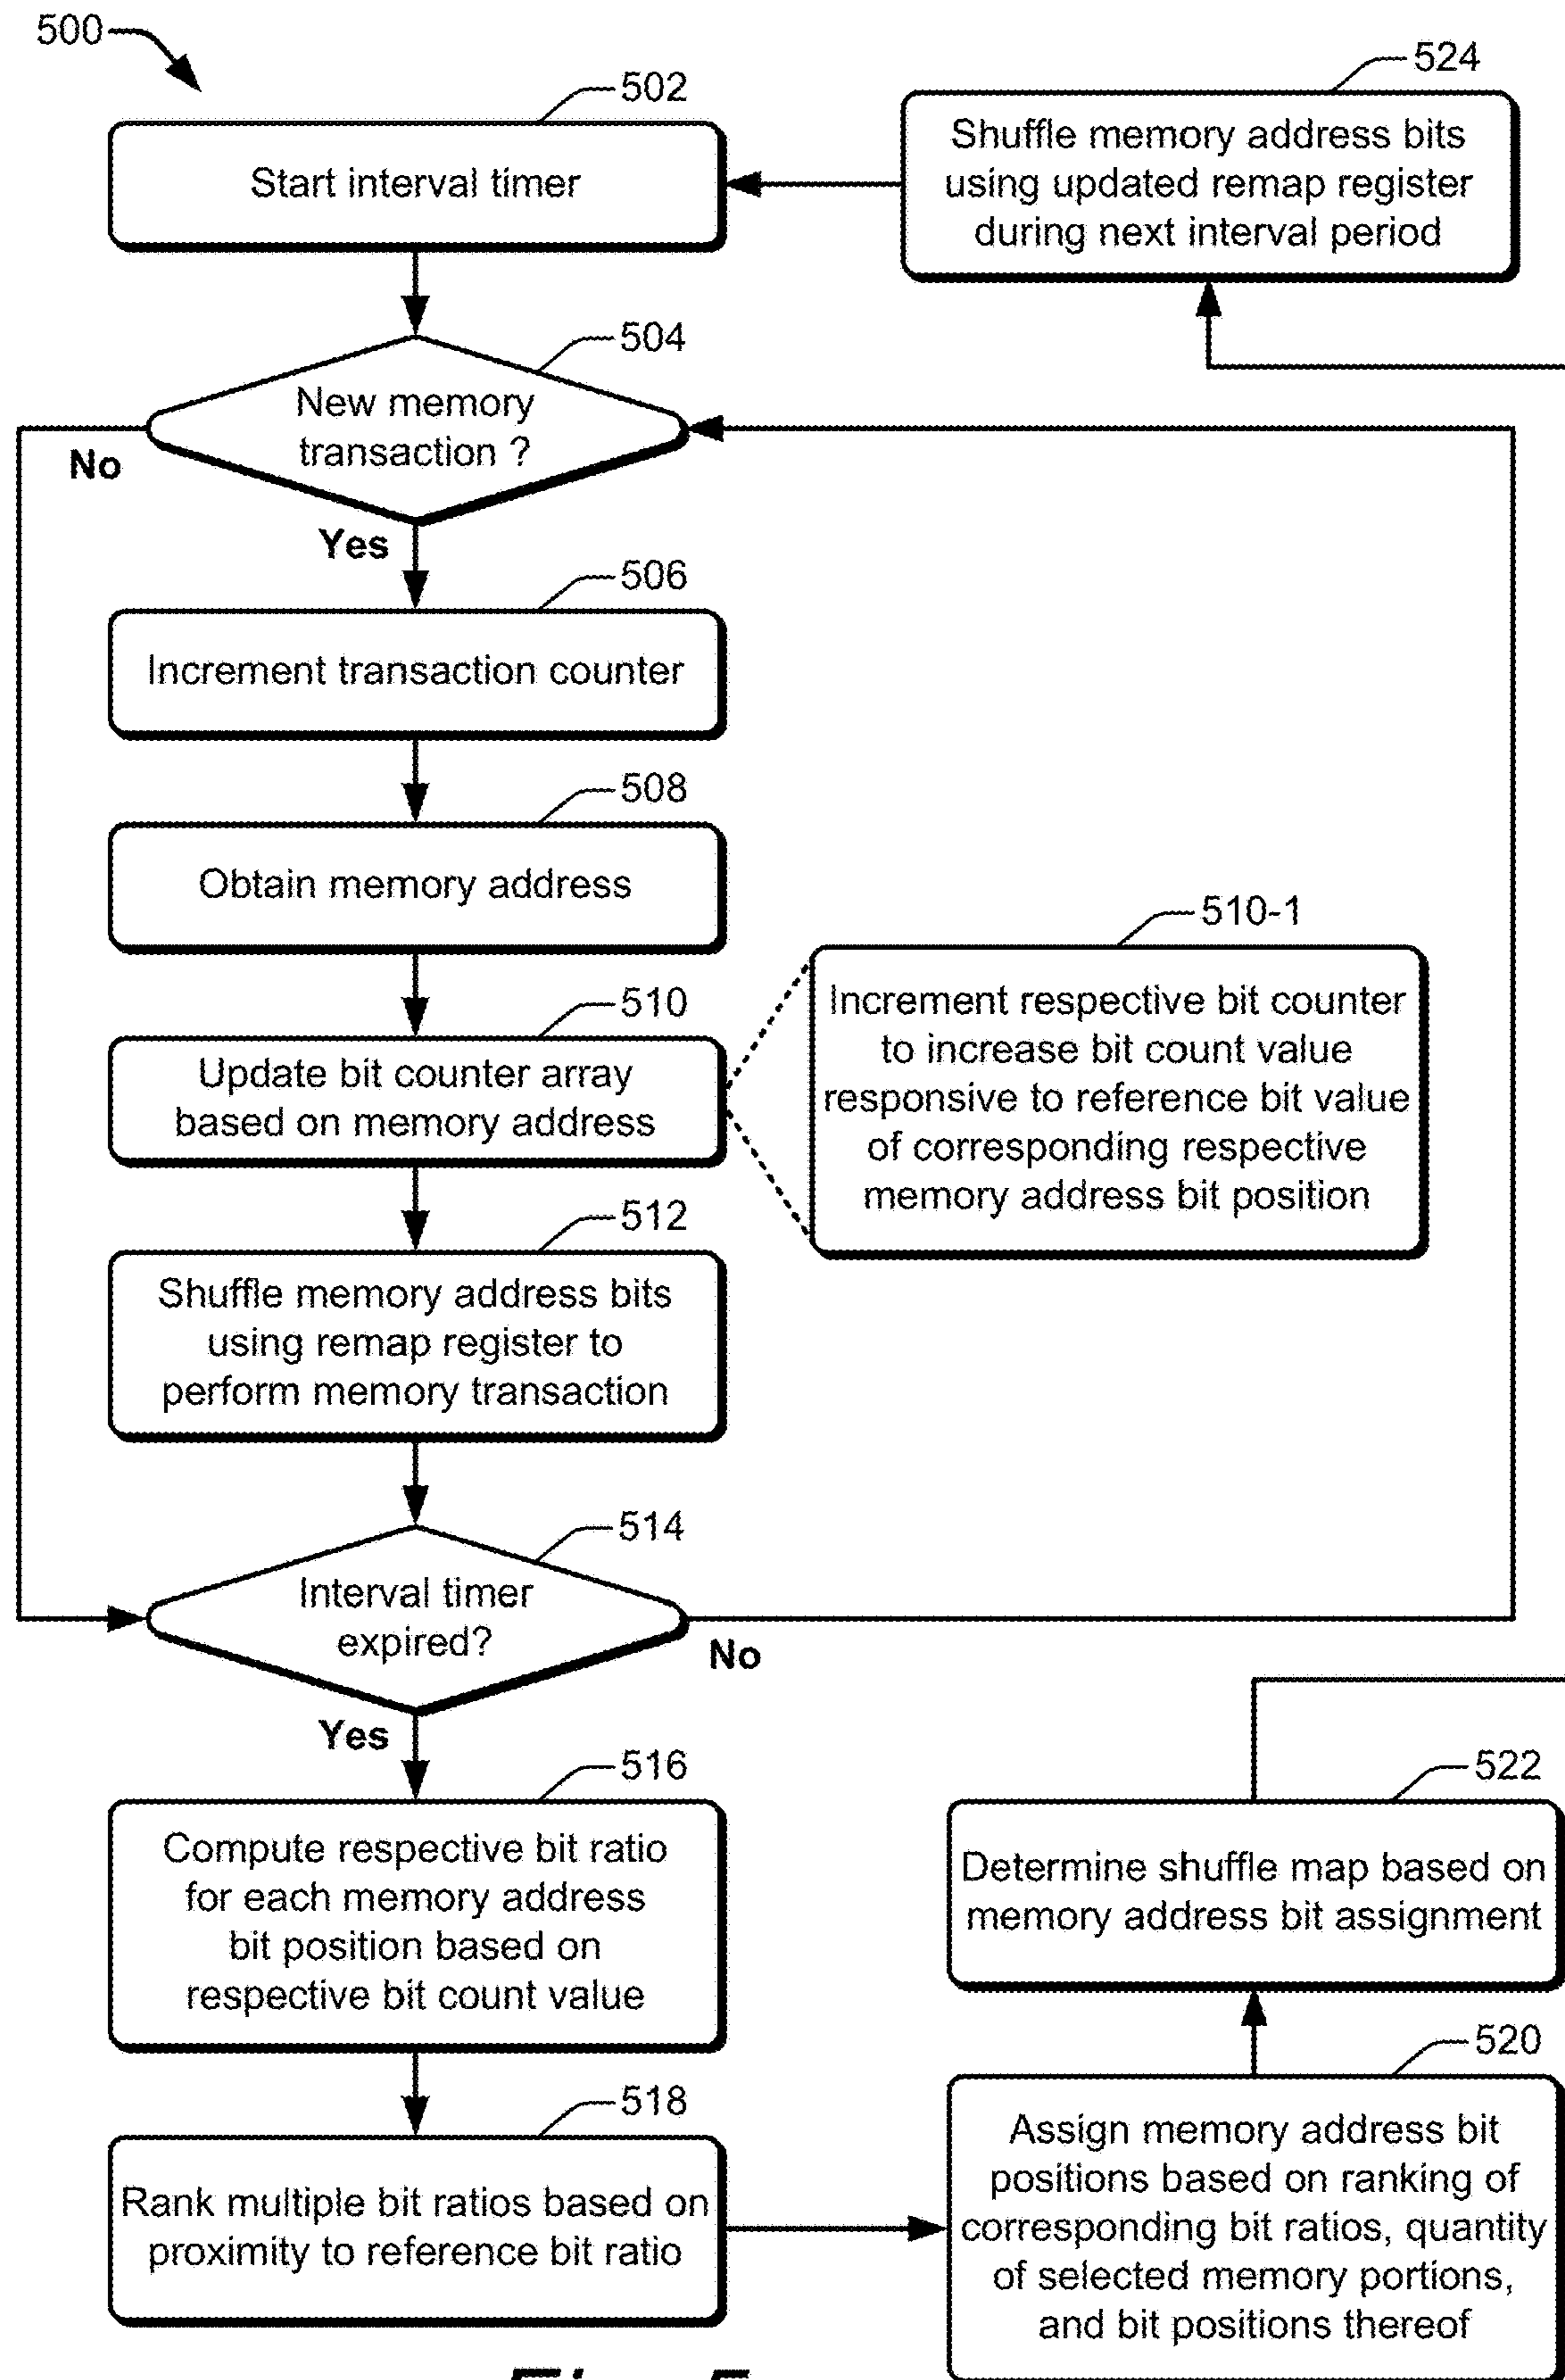 500
502
Start interval timer
524
Shuffle memory address bits
using updated remap register
during next interval period
504
New memory
transaction ?
No
Yes
506
Increment transaction counter
508
Obtain memory address
510
Update bit counter array
based on memory address
510-1
Increment respective bit counter
to increase bit count value
responsive to reference bit value
of corresponding respective
memory address bit position
512
Shuffle memory address bits
using remap register to
perform memory transaction
514
Interval timer
expired?
No
Yes
516
Compute respective bit ratio
for each memory address
bit position based on
respective bit count value
518
Rank multiple bit ratios based on
proximity to reference bit ratio
522
Determine shuffle map based on
memory address bit assignment
520
Assign memory address bit
positions based on ranking of
corresponding bit ratios, quantity
of selected memory portions,
and bit positions thereof